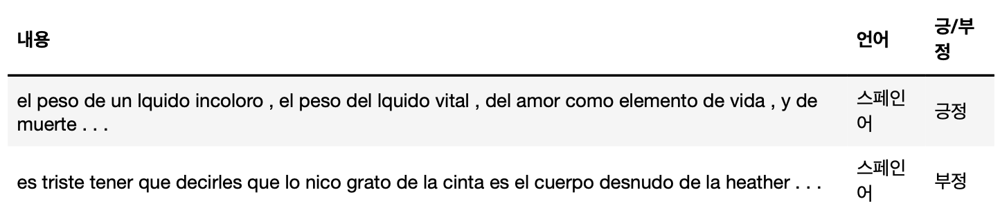 내용 언어 긍/부
정
el peso de un lquido incoloro , el peso del lquido vital , del amor como elemento de vida , y de
muerte . . .
스페인
어
긍정
es triste tener que decirles que lo nico grato de la cinta es el cuerpo desnudo de la heather . . .
스페인
어
부정